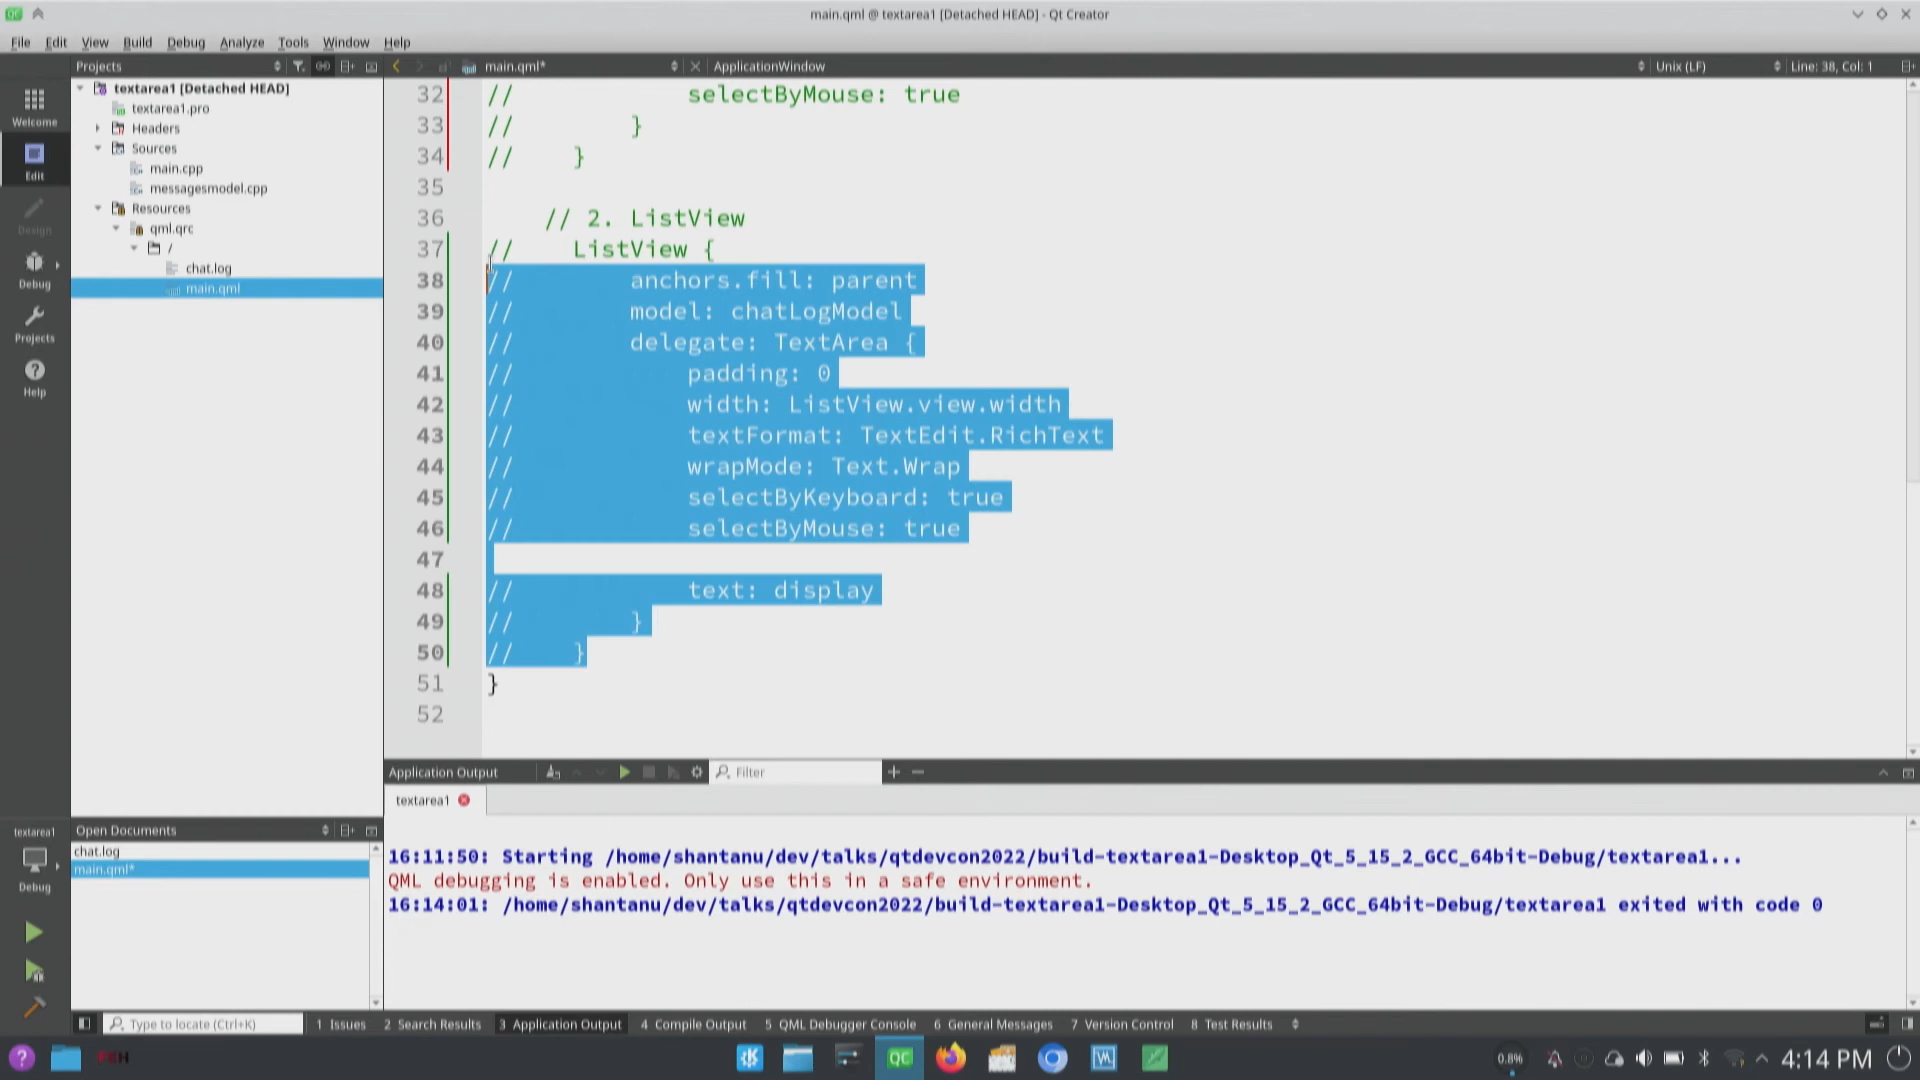 main.qml @ textarea1 [Detached HEAD] - Qt Creator
File Edit View Build Debug Analyze Tools Window Help
Projects
main.qml*
ApplicationWindow
Unix (LF)
Line: 38, Col: 1
Welcome
Edit
Design
Debug
Projects
Help
textarea1 [Detached HEAD]
textarea1.pro
Headers
Sources
main.cpp
messagesmodel.cpp
Resources
qml.qrc
/
chat.log
main.qml
32 //            selectByMouse: true
33 //        }
34 //    }
35
36     // 2. ListView
37 //    ListView {
38 //        anchors.fill: parent
39 //        model: chatLogModel
40 //        delegate: TextArea {
41 //            padding: 0
42 //            width: ListView.view.width
43 //            textFormat: TextEdit.RichText
44 //            wrapMode: Text.Wrap
45 //            selectByKeyboard: true
46 //            selectByMouse: true
47
48 //            text: display
49 //        }
50 //    }
51 }
52
Application Output
Filter
textarea1
16:11:50: Starting /home/shantanu/dev/talks/qtdevcon2022/build-textarea1-Desktop_Qt_5_15_2_GCC_64bit-Debug/textarea1...
QML debugging is enabled. Only use this in a safe environment.
16:14:01: /home/shantanu/dev/talks/qtdevcon2022/build-textarea1-Desktop_Qt_5_15_2_GCC_64bit-Debug/textarea1 exited with code 0
textarea1
Debug
Open Documents
chat.log
main.qml*
Type to locate (Ctrl+K)
1 Issues
2 Search Results
3 Application Output
4 Compile Output
5 QML Debugger Console
6 General Messages
7 Version Control
8 Test Results
QC
0.8%
4:14 PM